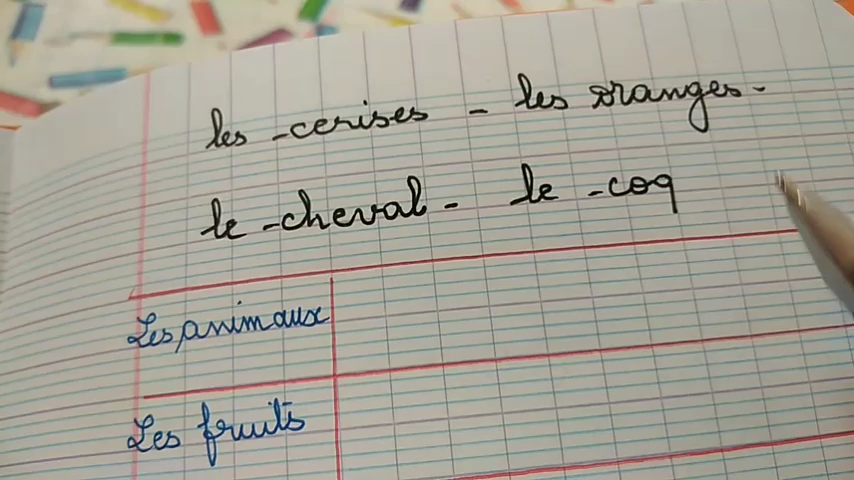 les cerises - les oranges -
le cheval - le coq
Les animaux
Les fruits